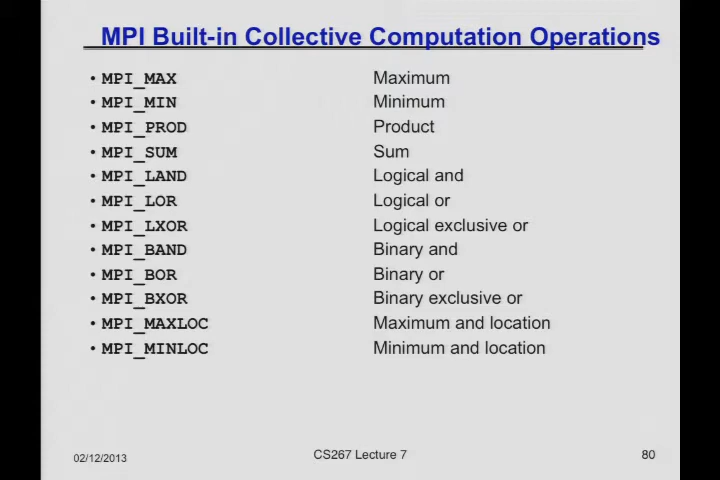 MPI Built-in Collective Computation Operations
• MPI_MAX Maximum
• MPI_MIN Minimum
• MPI_PROD Product
• MPI_SUM Sum
• MPI_LAND Logical and
• MPI_LOR Logical or
• MPI_LXOR Logical exclusive or
• MPI_BAND Binary and
• MPI_BOR Binary or
• MPI_BXOR Binary exclusive or
• MPI_MAXLOC Maximum and location
• MPI_MINLOC Minimum and location
02/12/2013 CS267 Lecture 7 80